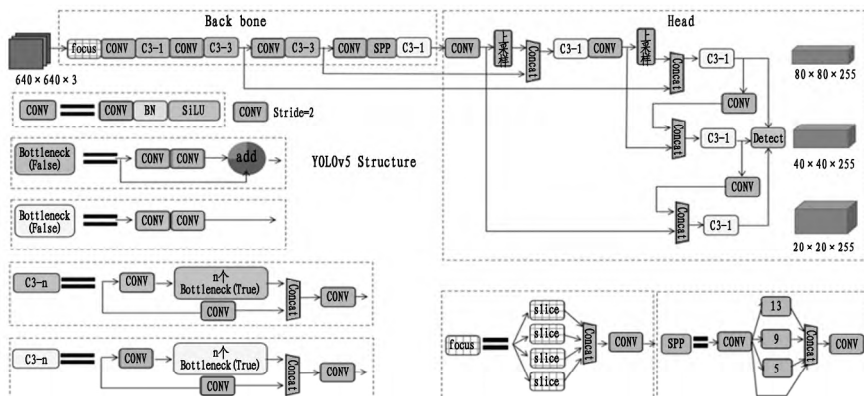 Back bone
Head
focus CONV C3-1 CONV C3-3 CONV C3-3 CONV SPP C3-1 CONV 上采样 Concat C3-1 CONV 上采样 Concat C3-1
640×640×3
80×80×255
CONV
CONV CONV BN SiLU CONV Stride=2
Concat C3-1 Detect
40×40×255
CONV
Bottleneck
(False)
CONV CONV add
YOLOv5 Structure
Bottleneck
(False)
CONV CONV
Concat C3-1
20×20×255
C3-n CONV n个
Bottleneck(True)
CONV Concat CONV
C3-n CONV n个
Bottleneck(True)
CONV Concat CONV
focus slice
slice
slice
slice
Concat CONV
SPP CONV 13
9
5
Concat CONV